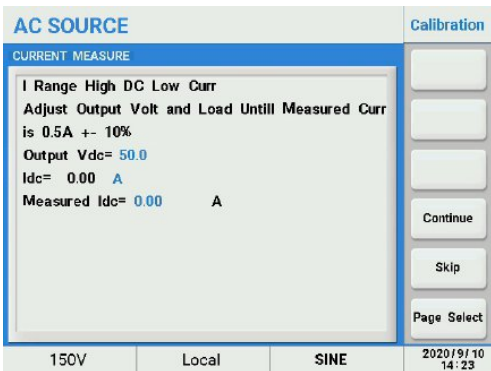 AC SOURCE
Calibration
CURRENT MEASURE
I Range High DC Low Curr
Adjust Output Volt and Load Untill Measured Curr
is 0.5A +- 10%
Output Vdc= 50.0
Idc= 0.00 A
Measured Idc= 0.00 A
Continue
Skip
Page Select
150V
Local
SINE
2020/9/10
14:23